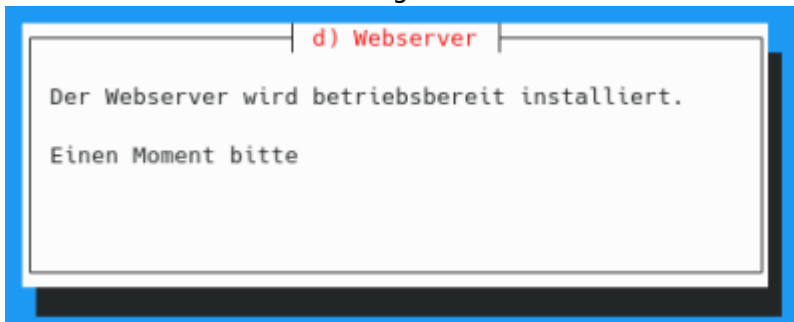 d) Webserver
Der Webserver wird betriebsbereit installiert.
Einen Moment bitte